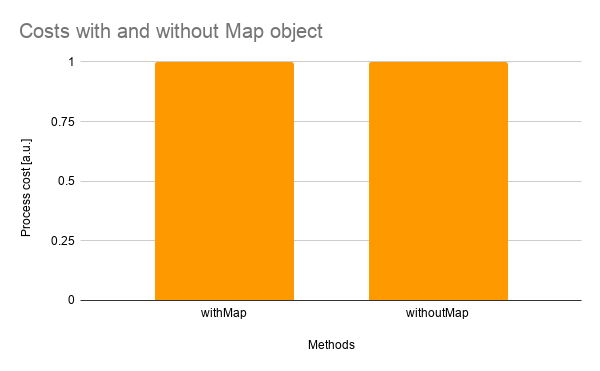 Costs with and without Map object
1
0.75
0.5
0.25
0
Process cost [a.u.]
withMap
withoutMap
Methods